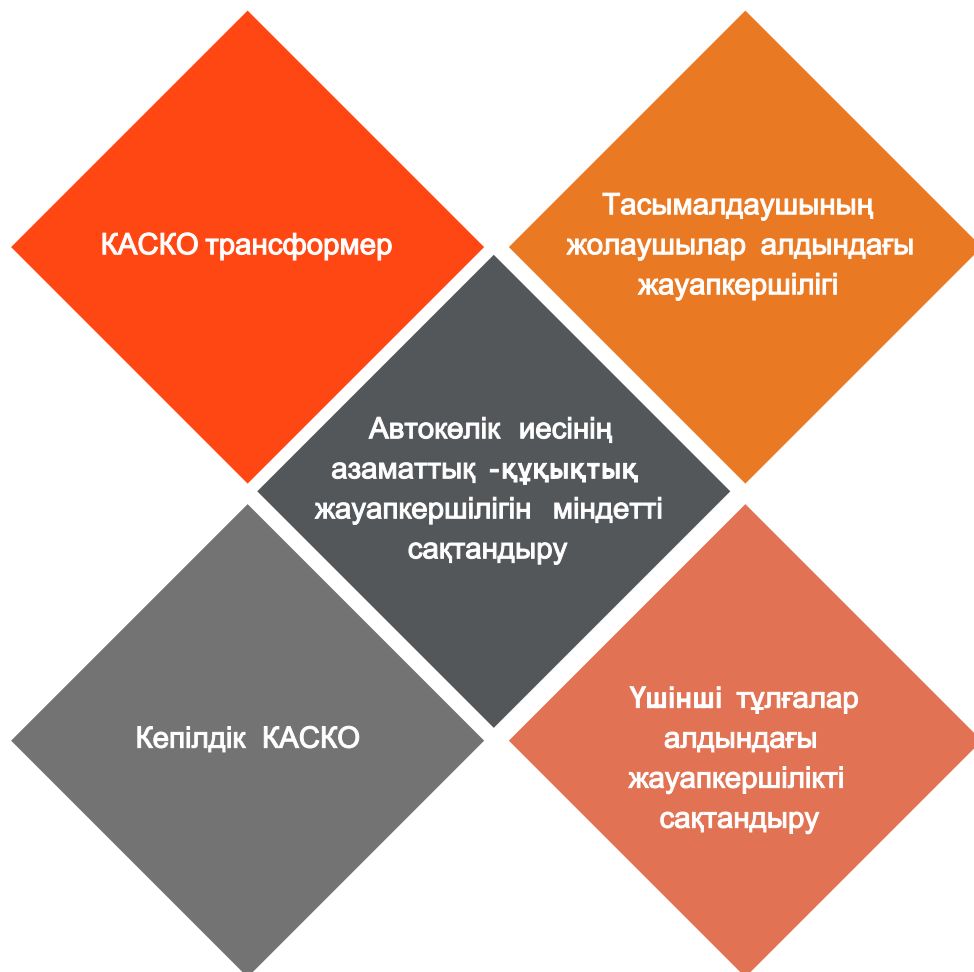 КАСКО трансформер
Тасымалдаушының
жолаушылар алдындағы
жауапкершілігі
Автокөлік иесінің
азаматтық -құқықтық
жауапкершілігін міндетті
сақтандыру
Кепілдік КАСКО
Үшінші тұлғалар
алдындағы
жауапкершілікті
сақтандыру